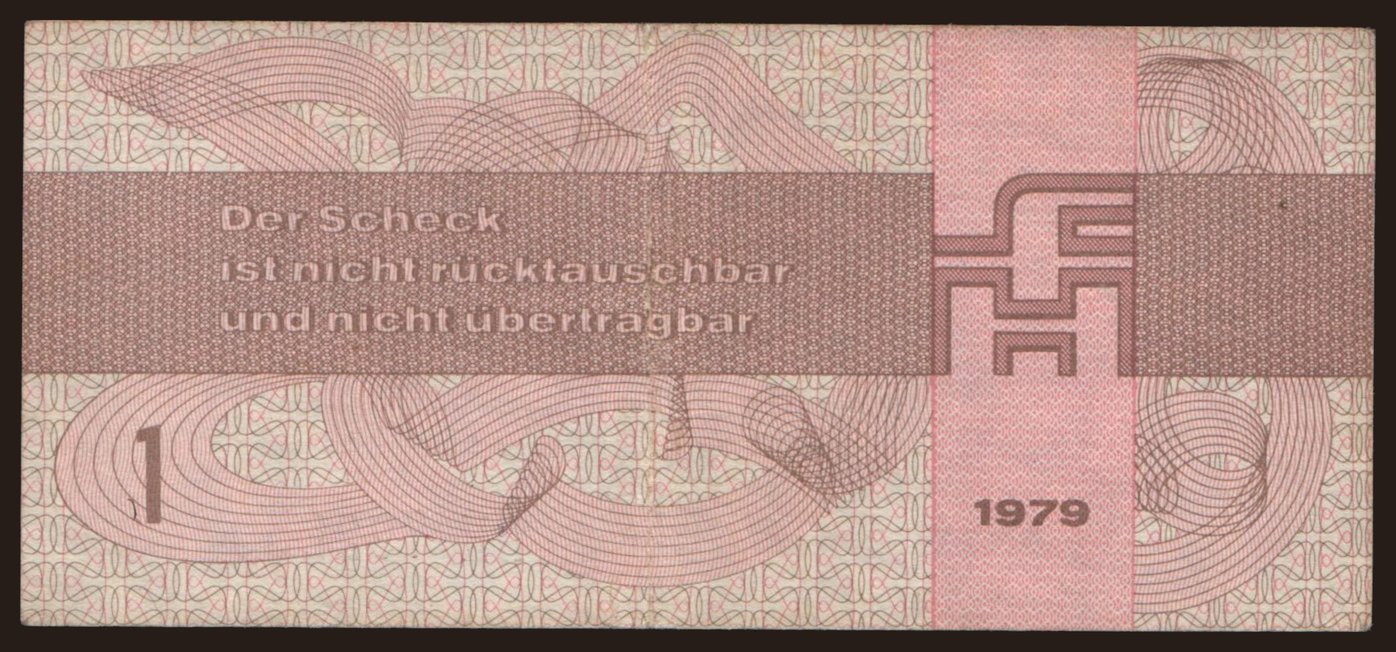 Der Scheck
ist nicht rücktauschbar
und nicht übertragbar
1
1979